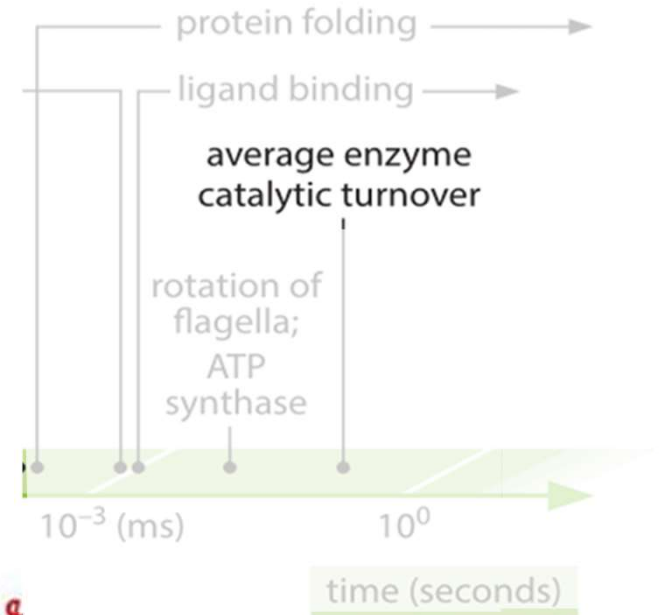 protein folding
ligand binding
average enzyme
catalytic turnover
rotation of
flagella;
ATP
synthase
10⁻³ (ms) 10⁰
time (seconds)